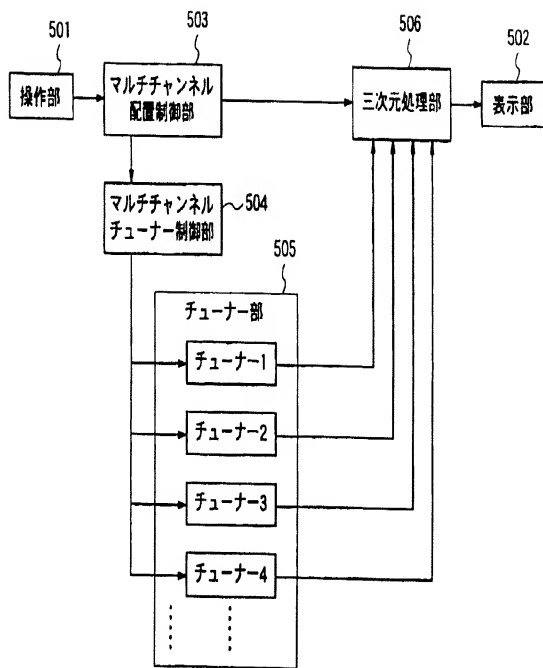 501
操作部
503
マルチチャンネル
配置制御部
506
三次元処理部
502
表示部
マルチチャンネル
チューナー制御部
504
505
チューナー部
チューナー1
チューナー2
チューナー3
チューナー4